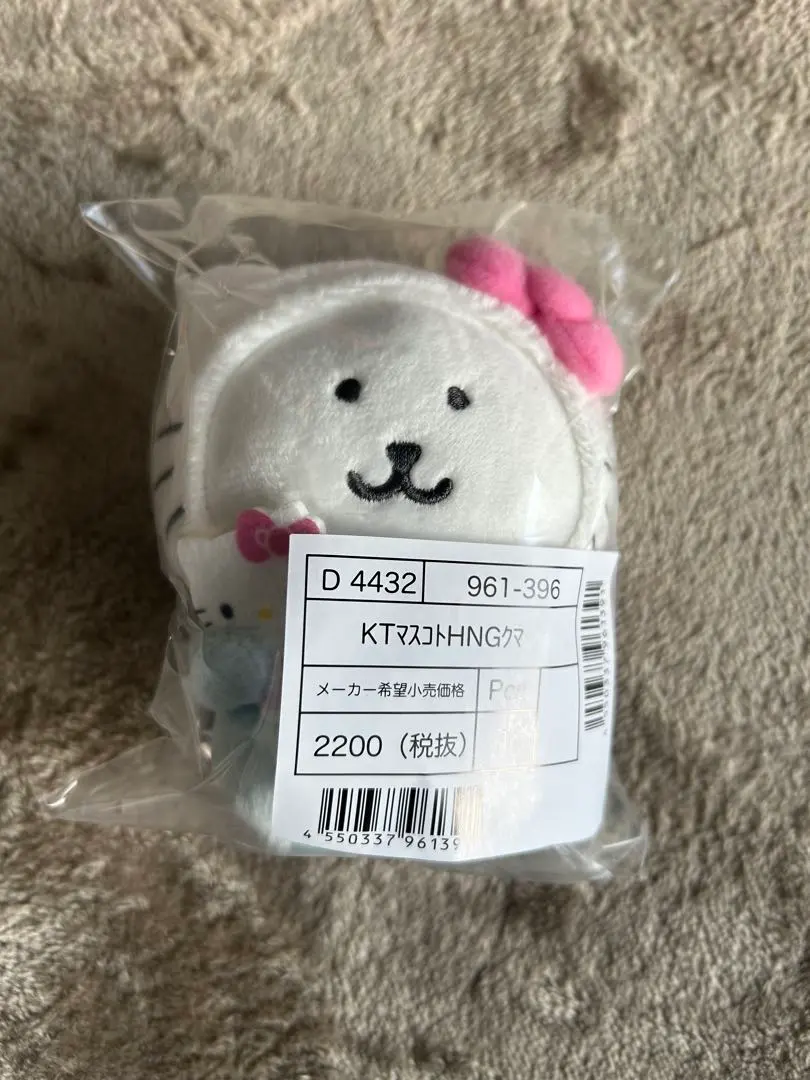 D 4432 961-396
KTﾏｽｺﾄHNGｸﾏ
メーカー希望小売価格
2200 (税抜)
4 550337 96139